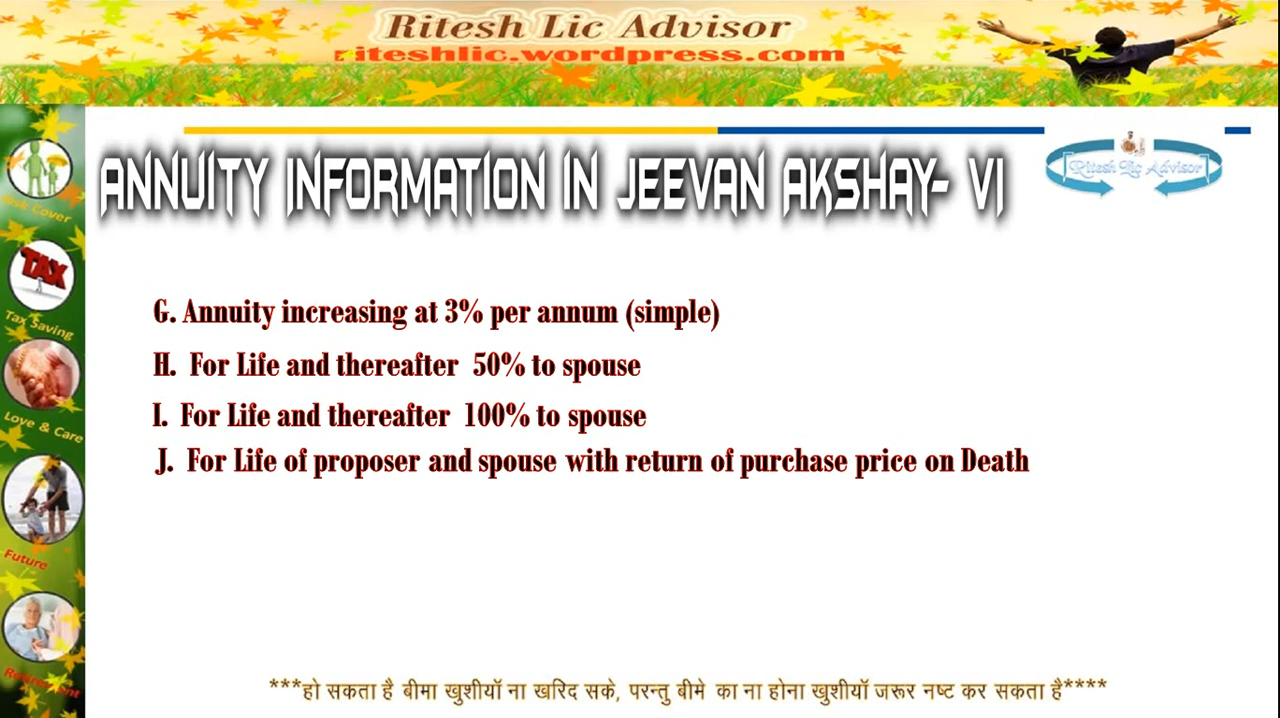 Ritesh Lic Advisor
riteshlic.wordpress.com
ANNUITY INFORMATION IN JEEVAN AKSHAY- VI
Ritesh Lic Advisor
Risk Cover
TAX
Tax Saving
Love & Care
Future
Retirement
G. Annuity increasing at 3% per annum (simple)
H. For Life and thereafter 50% to spouse
I. For Life and thereafter 100% to spouse
J. For Life of proposer and spouse with return of purchase price on Death
***हो सकता है बीमा खुशीयॉ ना खरिद सके, परन्तु बीमे का ना होना खुशीयॉ जरूर नष्ट कर सकता है****